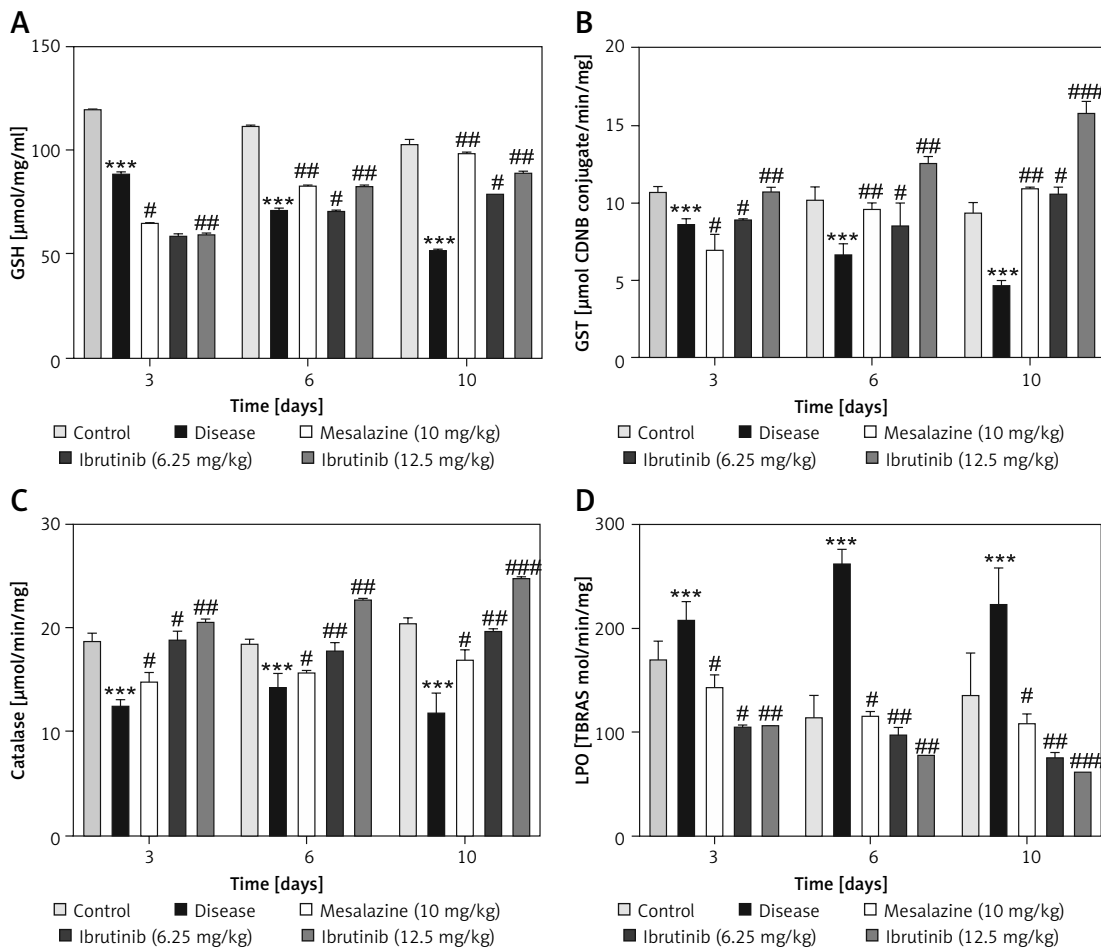 A
GSH [µmol/mg/ml]
150
100
50
0
***
#
##
***
##
#
##
***
##
#
##
3 6 10
Time [days]
Control Disease Mesalazine (10 mg/kg)
Ibrutinib (6.25 mg/kg) Ibrutinib (12.5 mg/kg)
B
GST [µmol CDNB conjugate/min/mg]
20
15
10
5
0
***
#
#
##
***
##
#
##
***
##
#
###
3 6 10
Time [days]
Control Disease Mesalazine (10 mg/kg)
Ibrutinib (6.25 mg/kg) Ibrutinib (12.5 mg/kg)
C
Catalase [µmol/min/mg]
30
20
10
0
***
#
#
##
***
#
##
##
***
#
##
###
3 6 10
Time [days]
Control Disease Mesalazine (10 mg/kg)
Ibrutinib (6.25 mg/kg) Ibrutinib (12.5 mg/kg)
D
LPO [TBRAS mol/min/mg]
300
200
100
0
***
#
#
##
***
#
##
##
***
#
##
###
3 6 10
Time [days]
Control Disease Mesalazine (10 mg/kg)
Ibrutinib (6.25 mg/kg) Ibrutinib (12.5 mg/kg)